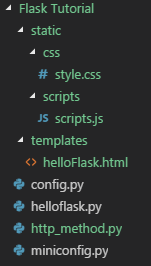 Flask Tutorial
static
css
# style.css
scripts
JS scripts.js
templates
<> helloFlask.html
config.py
helloflask.py
http_method.py
miniconfig.py